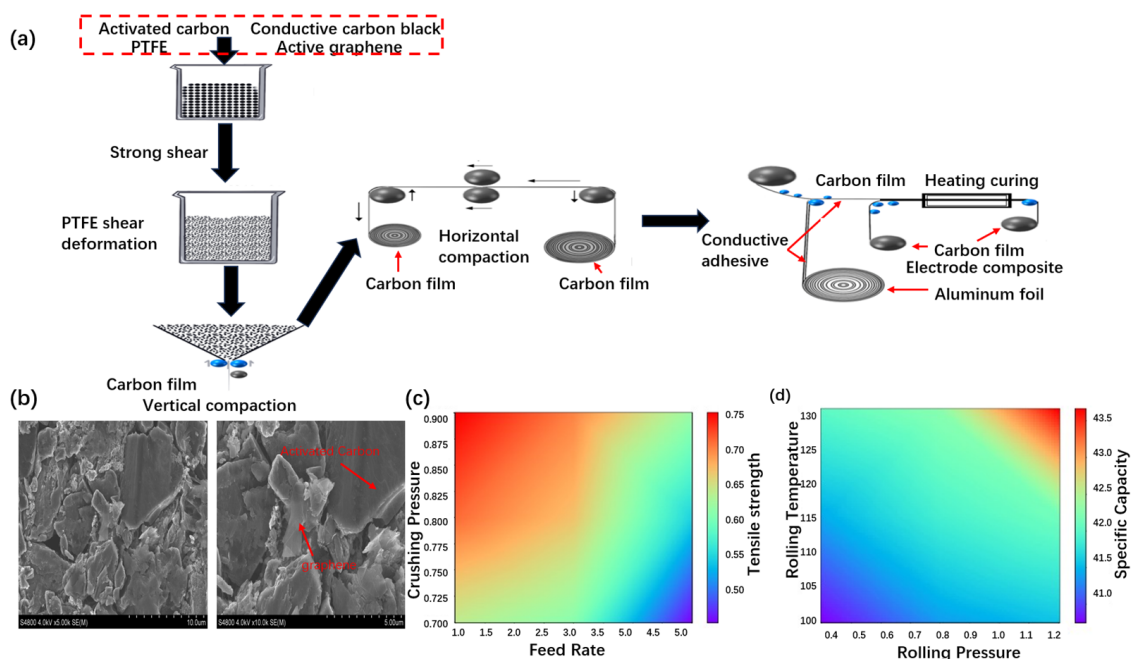 (a)
Activated carbon Conductive carbon black
PTFE Active graphene
Strong shear
PTFE shear
deformation
Carbon film
Vertical compaction
Horizontal
compaction
Carbon film
Carbon film
Carbon film
Heating curing
Conductive
adhesive
Carbon film
Electrode composite
Aluminum foil
(b)
S4800 4.0kV x5.00k SE(M) 10.0um
Activated Carbon
graphene
S4800 4.0kV x10.0k SE(M) 5.00um
(c)
Crushing Pressure
0.900
0.875
0.850
0.825
0.800
0.775
0.750
0.725
0.700
1.0 1.5 2.0 2.5 3.0 3.5 4.0 4.5 5.0
Feed Rate
0.75
0.70
0.65
0.60
0.55
0.50
Tensile strength
(d)
Rolling Temperature
130
125
120
115
110
105
100
0.4 0.5 0.6 0.7 0.8 0.9 1.0 1.1 1.2
Rolling Pressure
43.5
43.0
42.5
42.0
41.5
41.0
Specific Capacity